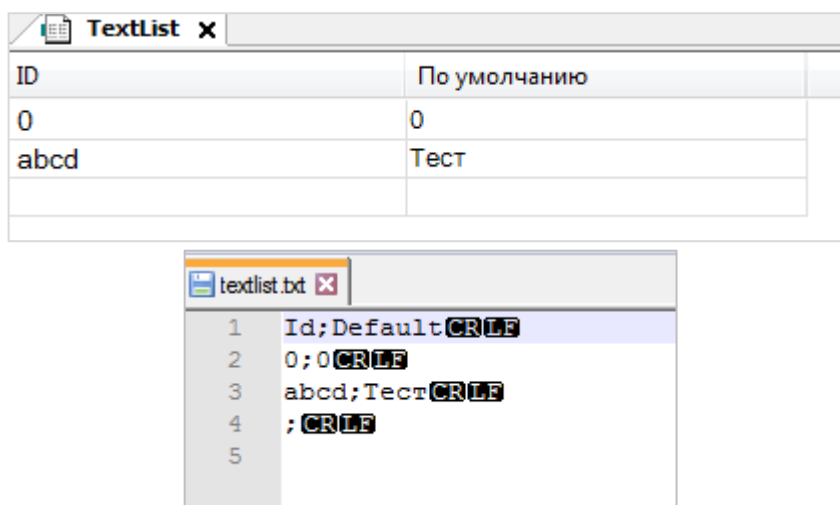 TextList x
ID По умолчанию
0 0
abcd Тест
textlist.txt
1 Id;DefaultCRLF
2 0;0CRLF
3 abcd;ТестCRLF
4 ;CRLF
5